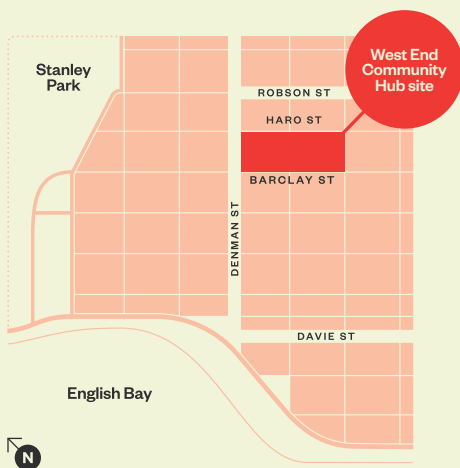 Stanley
Park
West End
Community
Hub site
ROBSON ST
HARO ST
BARCLAY ST
DENMAN ST
DAVIE ST
English Bay
N